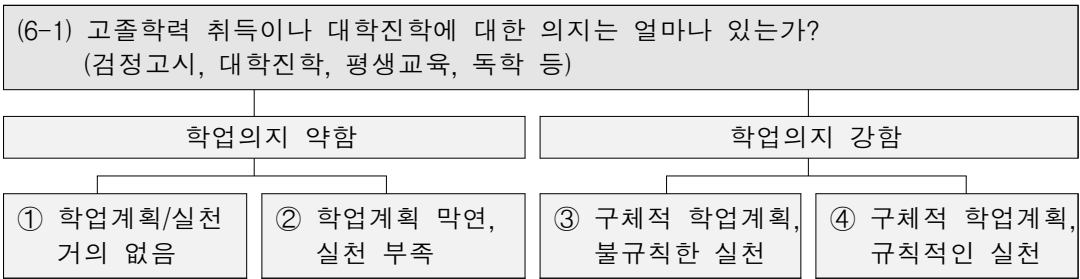 (6-1) 고졸학력 취득이나 대학진학에 대한 의지는 얼마나 있는가?
(검정고시, 대학진학, 평생교육, 독학 등)
학업의지 약함
학업의지 강함
① 학업계획/실천
거의 없음
② 학업계획 막연,
실천 부족
③ 구체적 학업계획,
불규칙한 실천
④ 구체적 학업계획,
규칙적인 실천